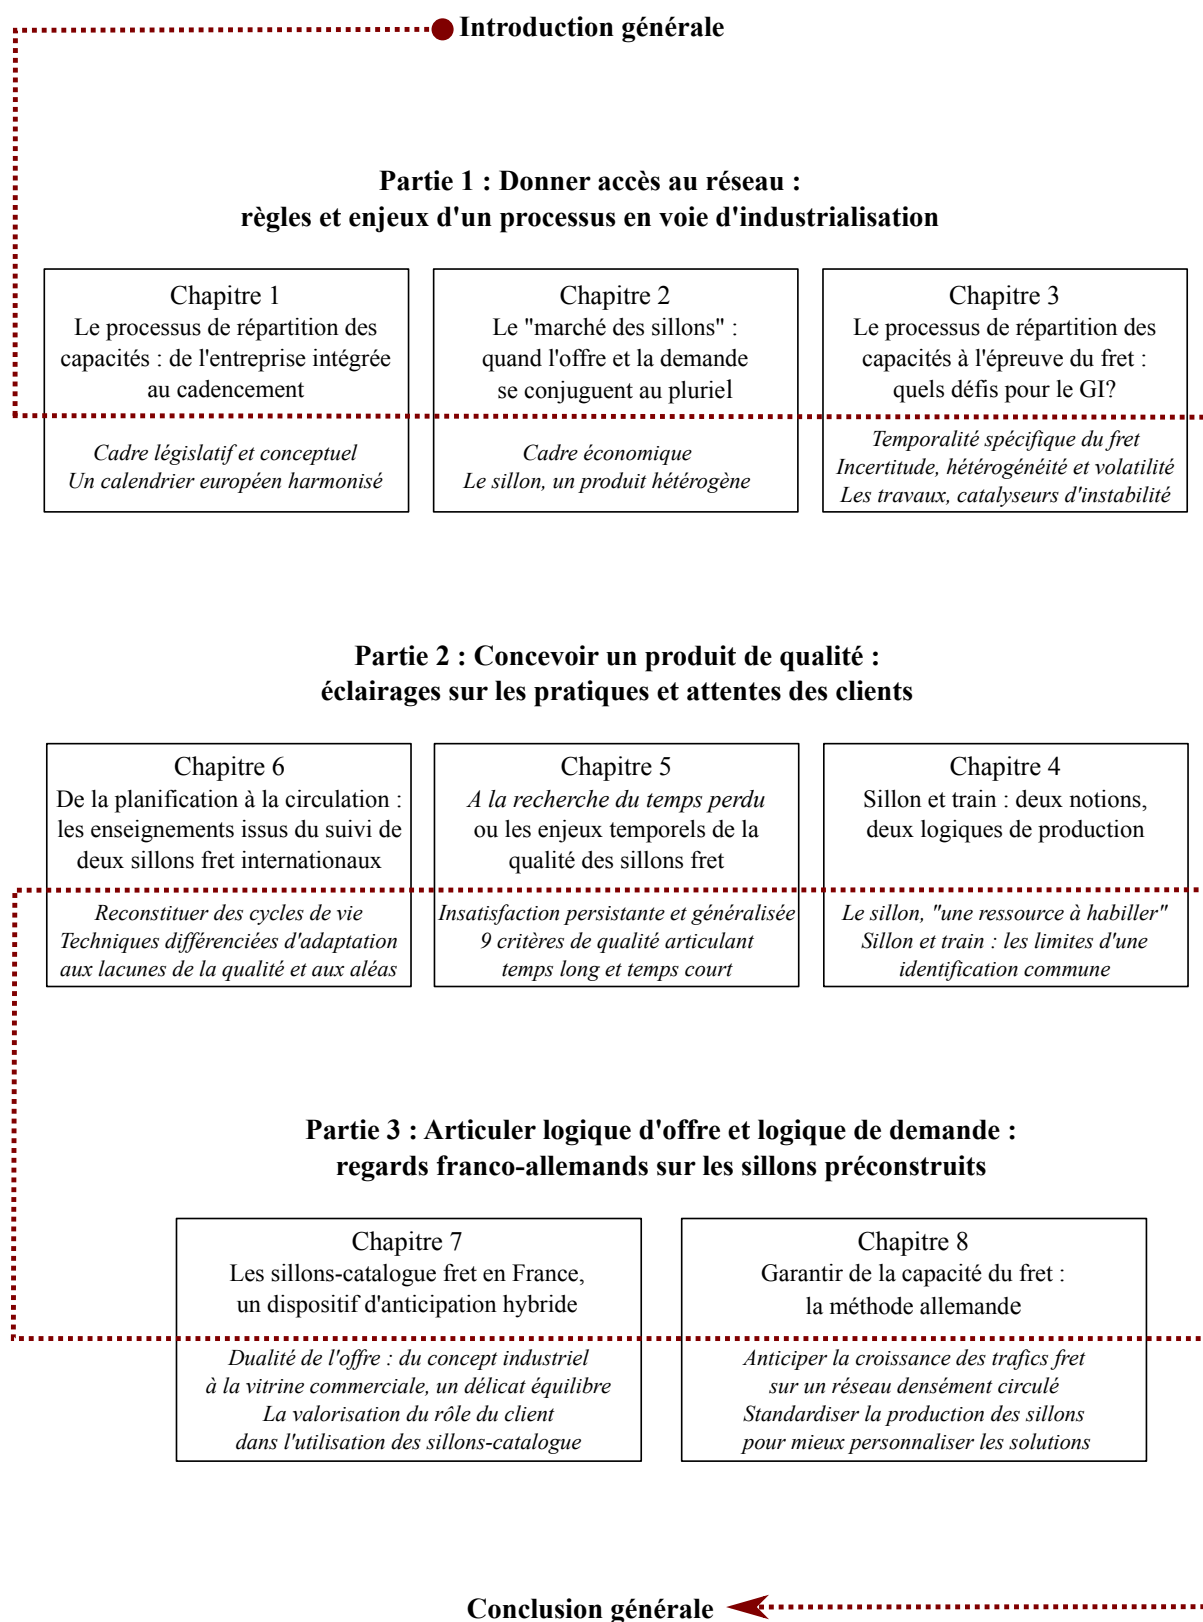 Introduction générale
Partie 1 : Donner accès au réseau :
règles et enjeux d'un processus en voie d'industrialisation
Chapitre 1
Le processus de répartition des
capacités : de l'entreprise intégrée
au cadencement
Cadre législatif et conceptuel
Un calendrier européen harmonisé
Chapitre 2
Le "marché des sillons" :
quand l'offre et la demande
se conjuguent au pluriel
Cadre économique
Le sillon, un produit hétérogène
Chapitre 3
Le processus de répartition des
capacités à l'épreuve du fret :
quels défis pour le GI?
Temporalité spécifique du fret
Incertitude, hétérogénéité et volatilité
Les travaux, catalyseurs d'instabilité
Partie 2 : Concevoir un produit de qualité :
éclairages sur les pratiques et attentes des clients
Chapitre 6
De la planification à la circulation :
les enseignements issus du suivi de
deux sillons fret internationaux
Reconstituer des cycles de vie
Techniques différenciées d'adaptation
aux lacunes de la qualité et aux aléas
Chapitre 5
A la recherche du temps perdu
ou les enjeux temporels de la
qualité des sillons fret
Insatisfaction persistante et généralisée
9 critères de qualité articulant
temps long et temps court
Chapitre 4
Sillon et train : deux notions,
deux logiques de production
Le sillon, "une ressource à habiller"
Sillon et train : les limites d'une
identification commune
Partie 3 : Articuler logique d'offre et logique de demande :
regards franco-allemands sur les sillons préconstruits
Chapitre 7
Les sillons-catalogue fret en France,
un dispositif d'anticipation hybride
Dualité de l'offre : du concept industriel
à la vitrine commerciale, un délicat équilibre
La valorisation du rôle du client
dans l'utilisation des sillons-catalogue
Chapitre 8
Garantir de la capacité du fret :
la méthode allemande
Anticiper la croissance des trafics fret
sur un réseau densément circulé
Standardiser la production des sillons
pour mieux personnaliser les solutions
Conclusion générale